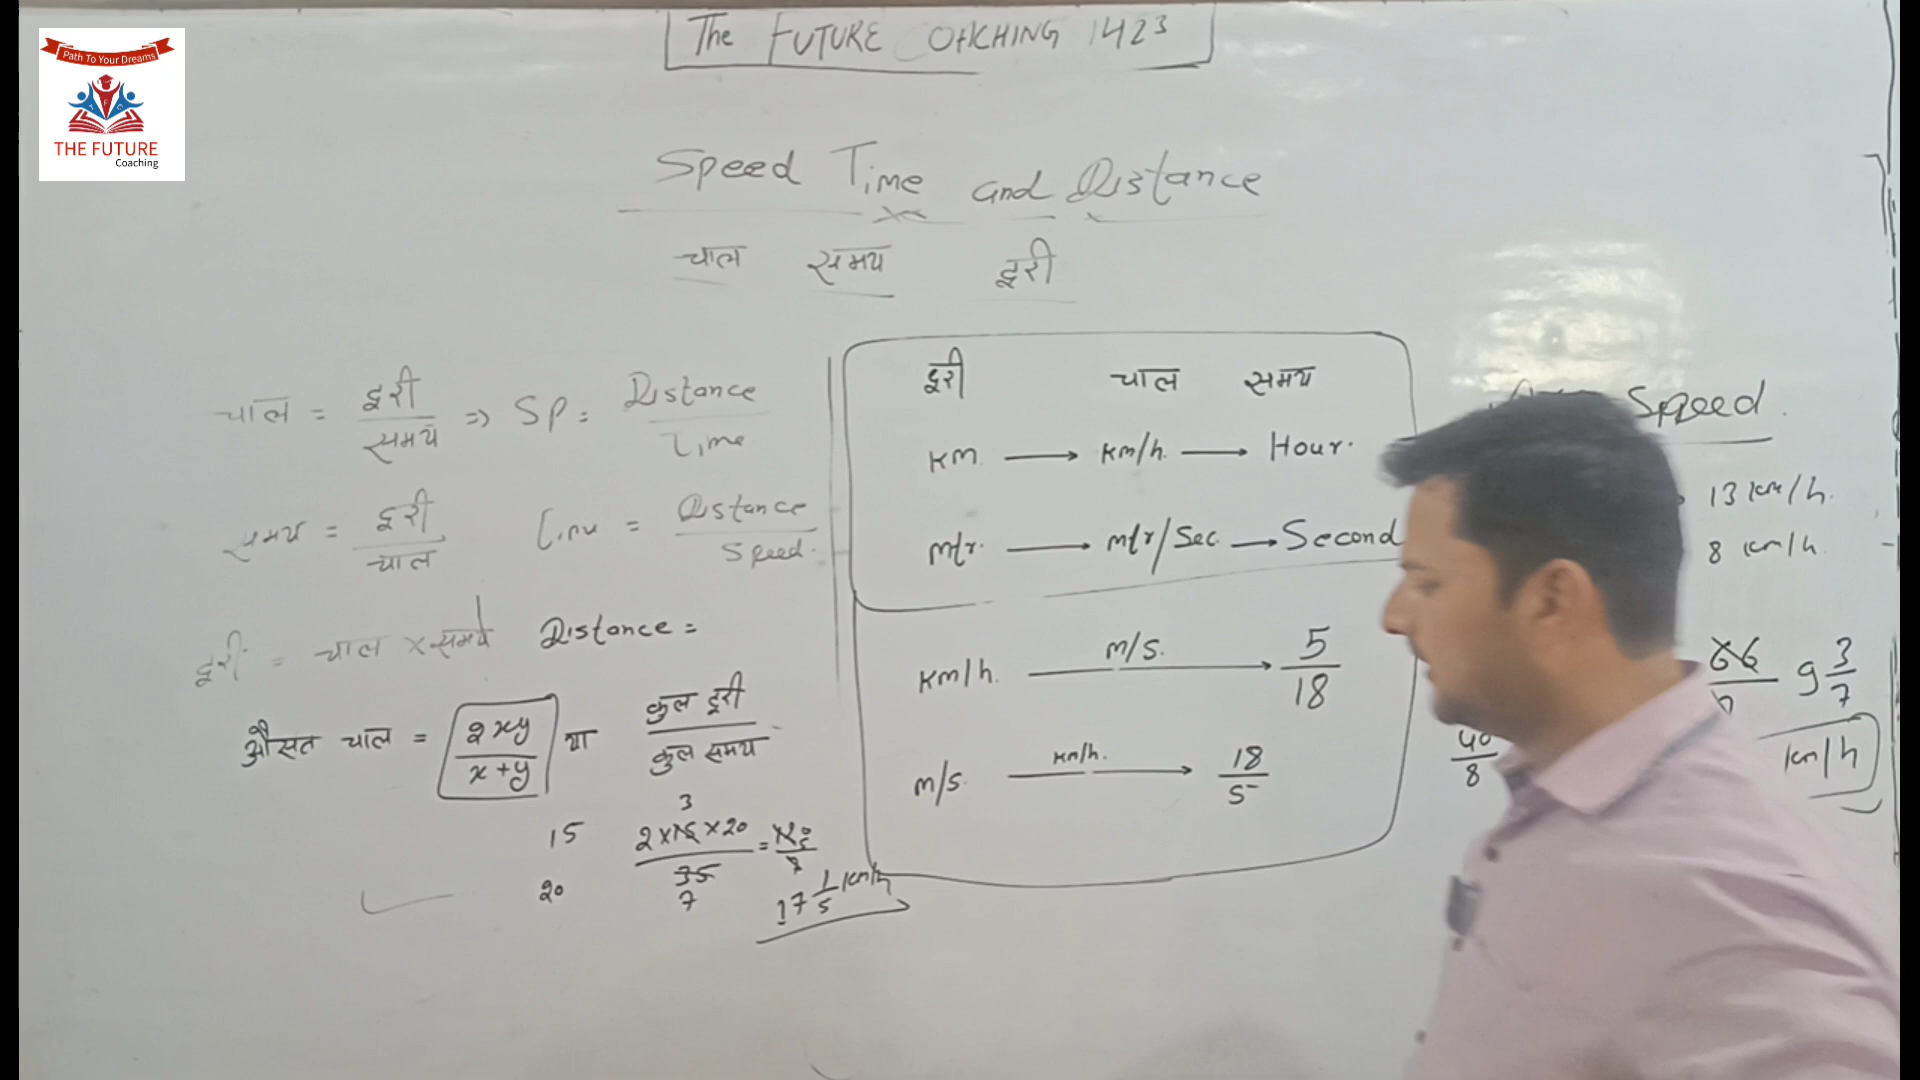 The FUTURE COACHING 1423
Path To Your Dreams
THE FUTURE
Coaching
Speed Time and Distance
चाल समय दूरी
चाल = दूरी / समय => SP = Distance / Time
समय = दूरी / चाल Time = Distance / Speed.
दूरी = चाल x समय Distance =
औसत चाल = 2xy / x+y या कुल दूरी / कुल समय
15
20
2 x 15 x 20 / 35 =
3
7
17 1/5 km/h
दूरी चाल समय
KM → KM/h. → Hour.
Mtr. → Mtr/Sec. → Second
KM/h. m/s. → 5/18
m/s. km/h. → 18/5
Speed.
13 km/h.
8 km/h.
66 9 3/7
40/8
km/h